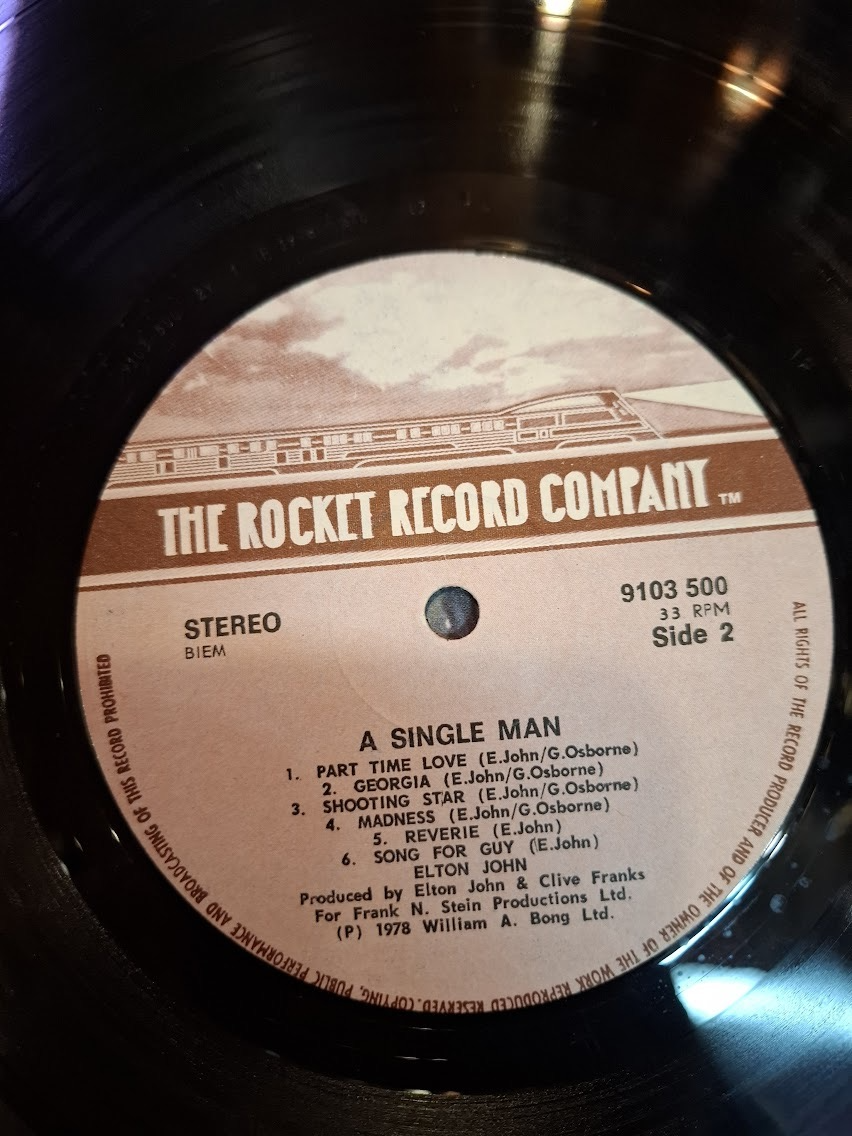 THE ROCKET RECORD COMPANY TM
STEREO
BIEM
9103 500
33 RPM
Side 2
A SINGLE MAN
1. PART TIME LOVE (E.John/G.Osborne)
2. GEORGIA (E.John/G.Osborne)
3. SHOOTING STAR (E.John/G.Osborne)
4. MADNESS (E.John/G.Osborne)
5. REVERIE (E.John)
6. SONG FOR GUY (E.John)
ELTON JOHN
Produced by Elton John & Clive Franks
For Frank N. Stein Productions Ltd.
(P) 1978 William A. Bong Ltd.
ALL RIGHTS OF THE RECORD PRODUCER AND OF THE OWNER OF THE WORK REPRODUCED RESERVED. COPYING, PUBLIC PERFORMANCE AND BROADCASTING OF THIS RECORD PROHIBITED